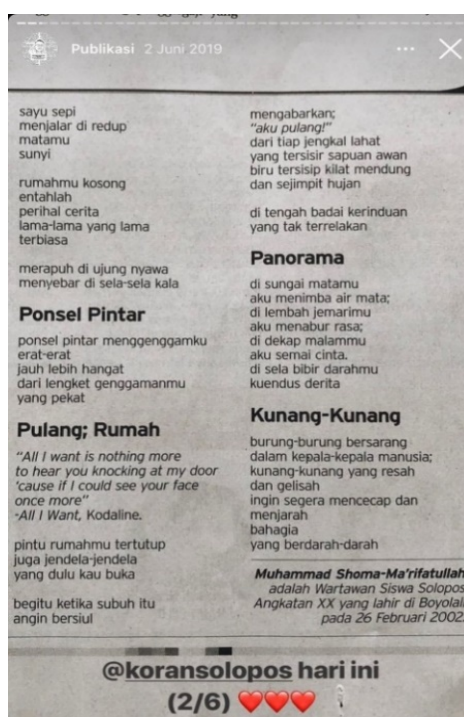 Publikasi 2 Juni 2019
sayu sepi
menjalar di redup
matamu
sunyi
rumahmu kosong
entahlah
perihal cerita
lama-lama yang lama
terbiasa
merapuh di ujung nyawa
menyebar di sela-sela kala
Ponsel Pintar
ponsel pintar menggenggamku
erat-erat
jauh lebih hangat
dari lengket genggamanmu
yang pekat
Pulang; Rumah
"All I want is nothing more
to hear you knocking at my door
'cause if I could see your face
once more"
-All I Want, Kodaline.
pintu rumahmu tertutup
juga jendela-jendela
yang dulu kau buka
begitu ketika subuh itu
angin bersiul
mengabarkan;
"aku pulang!"
dari tiap jengkal lahat
yang tersisir sapuan awan
biru tersisip kilat mendung
dan sejimpit hujan
di tengah badai kerinduan
yang tak terrelakan
Panorama
di sungai matamu
aku menimba air mata;
di lembah jemarimu
aku menabur rasa;
di dekap malammu
aku semai cinta.
di sela bibir darahmu
kuendus derita
Kunang-Kunang
burung-burung bersarang
dalam kepala-kepala manusia;
kunang-kunang yang resah
dan gelisah
ingin segera mencecap dan
menjarah
bahagia
yang berdarah-darah
Muhammad Shoma-Ma'rifatullah
adalah Wartawan Siswa Solopos
Angkatan XX yang lahir di Boyolali
pada 26 Februari 2002.
@koransolopos hari ini
(2/6) ❤️❤️❤️